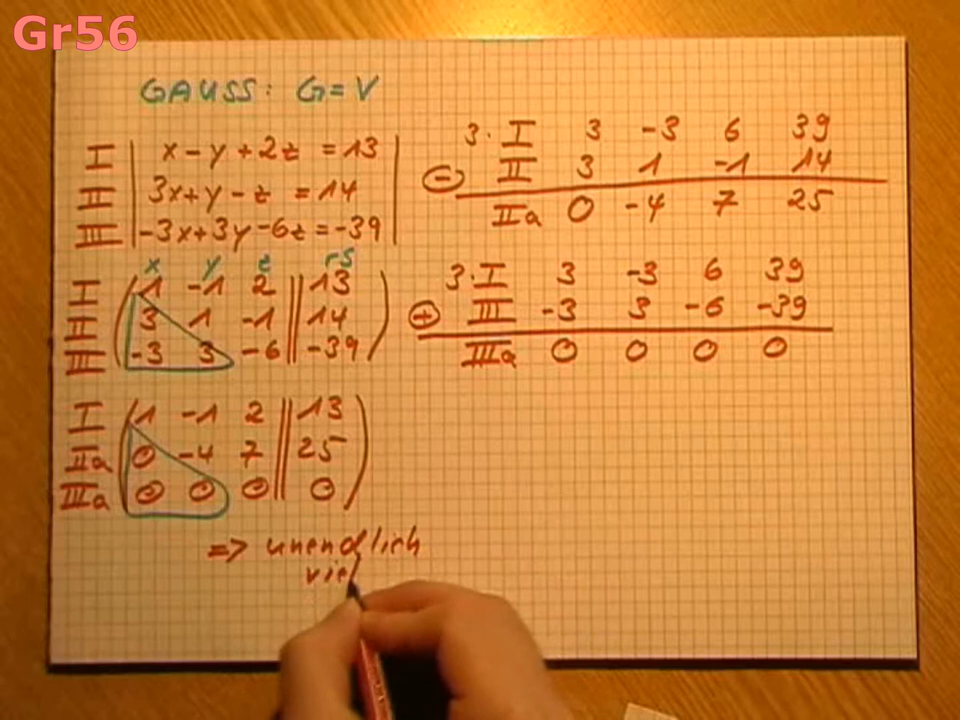 Gr56
GAUSS: G=V
I | x - y + 2z = 13 |
II | 3x + y - z = 14 |
III | -3x + 3y - 6z = -39 |
x y z rS
I ( 1 -1 2 || 13 )
II ( 3 1 -1 || 14 )
III ( -3 3 -6 || -39 )
I ( 1 -1 2 || 13 )
IIa ( 0 -4 7 || 25 )
IIIa ( 0 0 0 || 0 )
=> unendlich
viel
3·I 3 -3 6 39
⊖ II 3 1 -1 14
IIa 0 -4 7 25
3·I 3 -3 6 39
⊕ III -3 3 -6 -39
IIIa 0 0 0 0